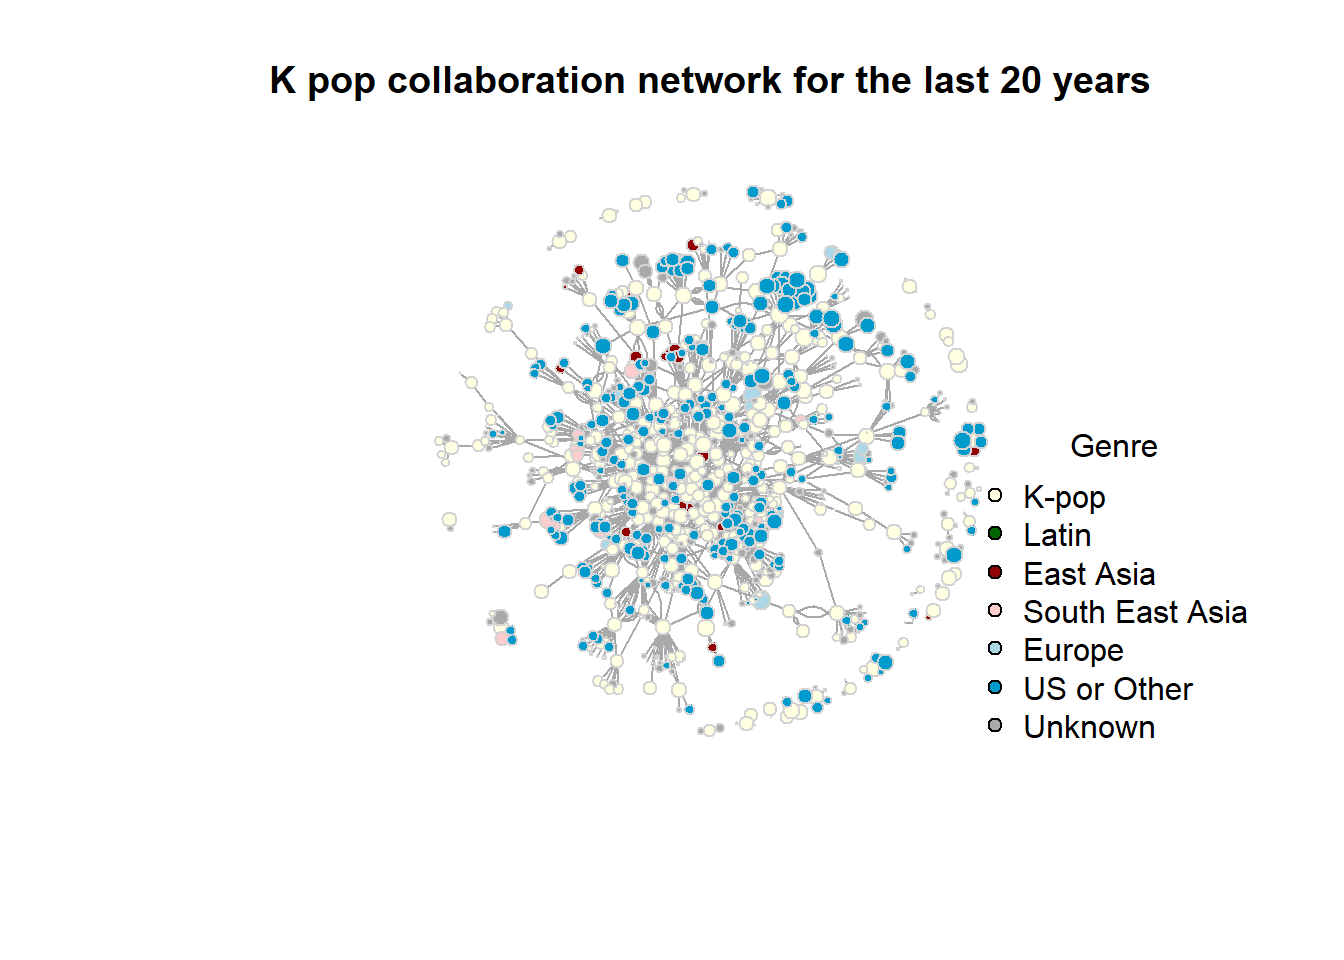 K pop collaboration network for the last 20 years
Genre
K-pop
Latin
East Asia
South East Asia
Europe
US or Other
Unknown